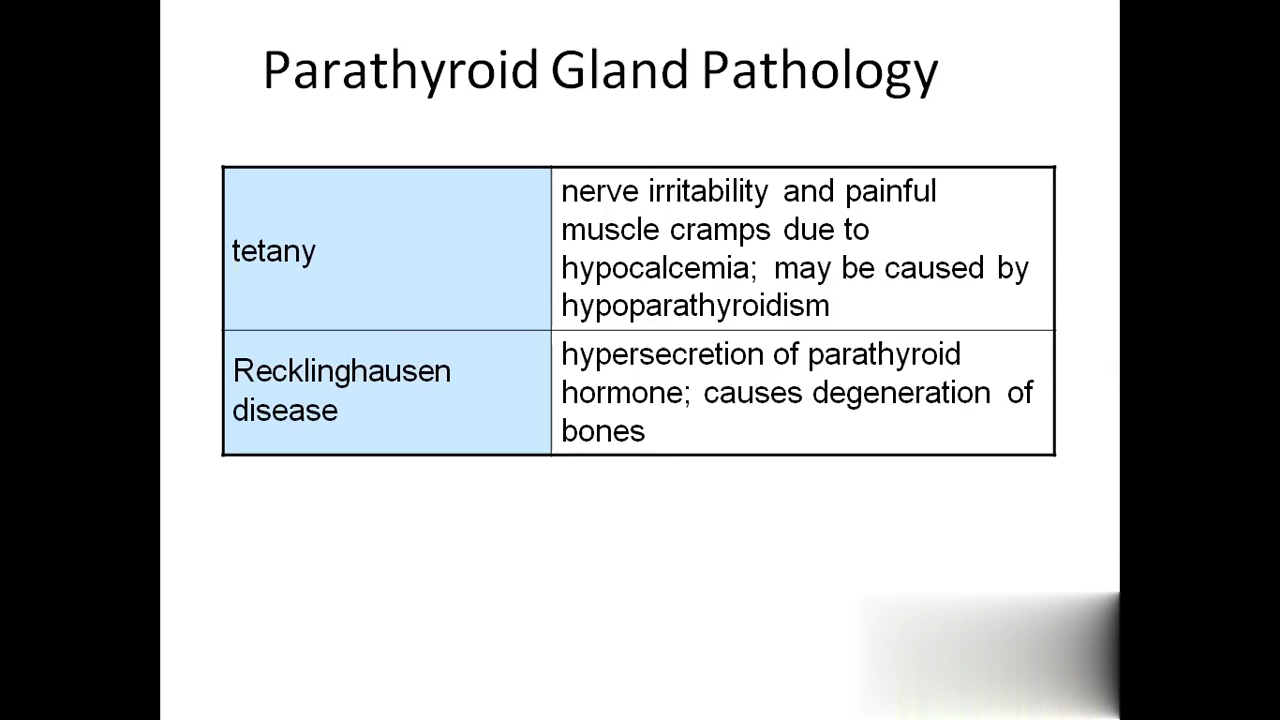 Parathyroid Gland Pathology
tetany
nerve irritability and painful
muscle cramps due to
hypocalcemia; may be caused by
hypoparathyroidism
Recklinghausen
disease
hypersecretion of parathyroid
hormone; causes degeneration of
bones